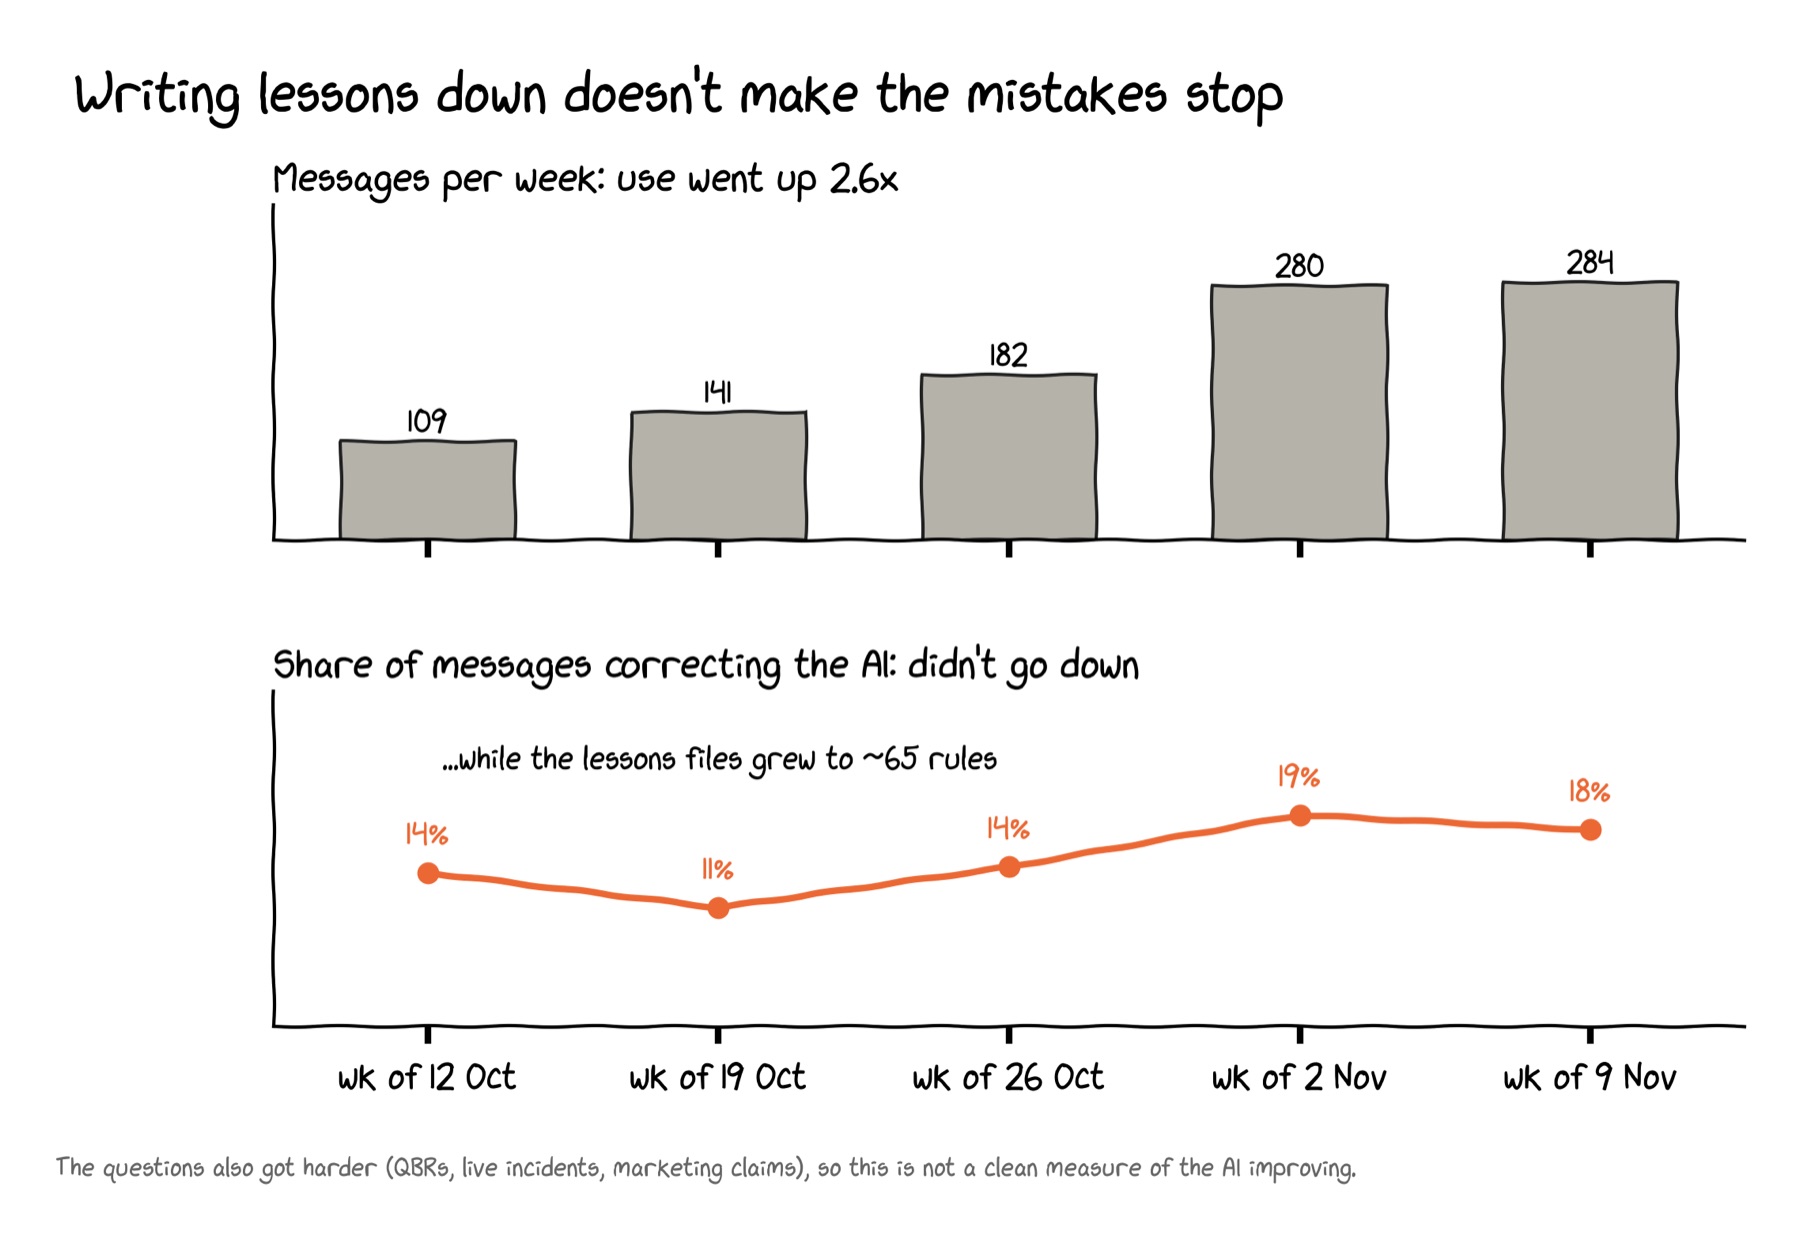 Writing lessons down doesn't make the mistakes stop
Messages per week: use went up 2.6x
109
141
182
280
284
Share of messages correcting the AI: didn't go down
...while the lessons files grew to ~65 rules
14%
11%
14%
19%
18%
wk of 12 Oct
wk of 19 Oct
wk of 26 Oct
wk of 2 Nov
wk of 9 Nov
The questions also got harder (QBRs, live incidents, marketing claims), so this is not a clean measure of the AI improving.